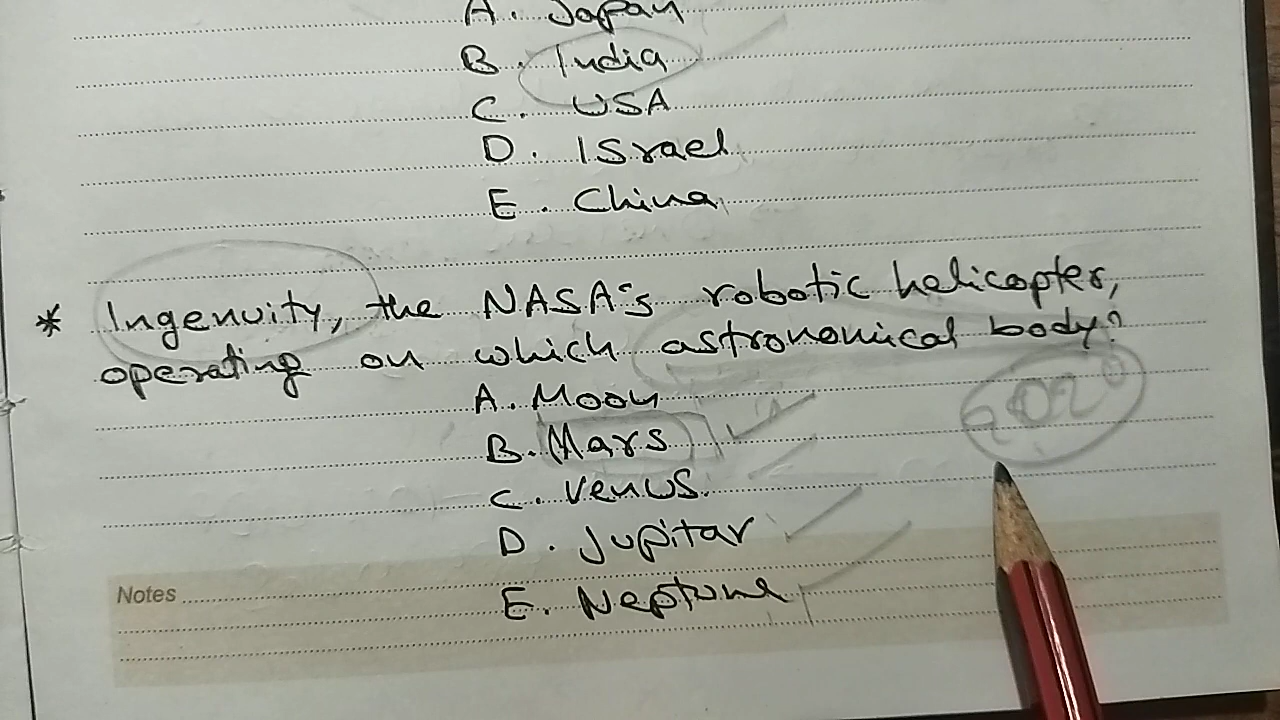 A. Japan
B. India
C. USA
D. Israel
E. China
* Ingenuity, the NASA's robotic helicopter,
operating on which astronomical body?
A. Moon
B. Mars
C. Venus.
D. Jupitar
E. Neptune
Notes